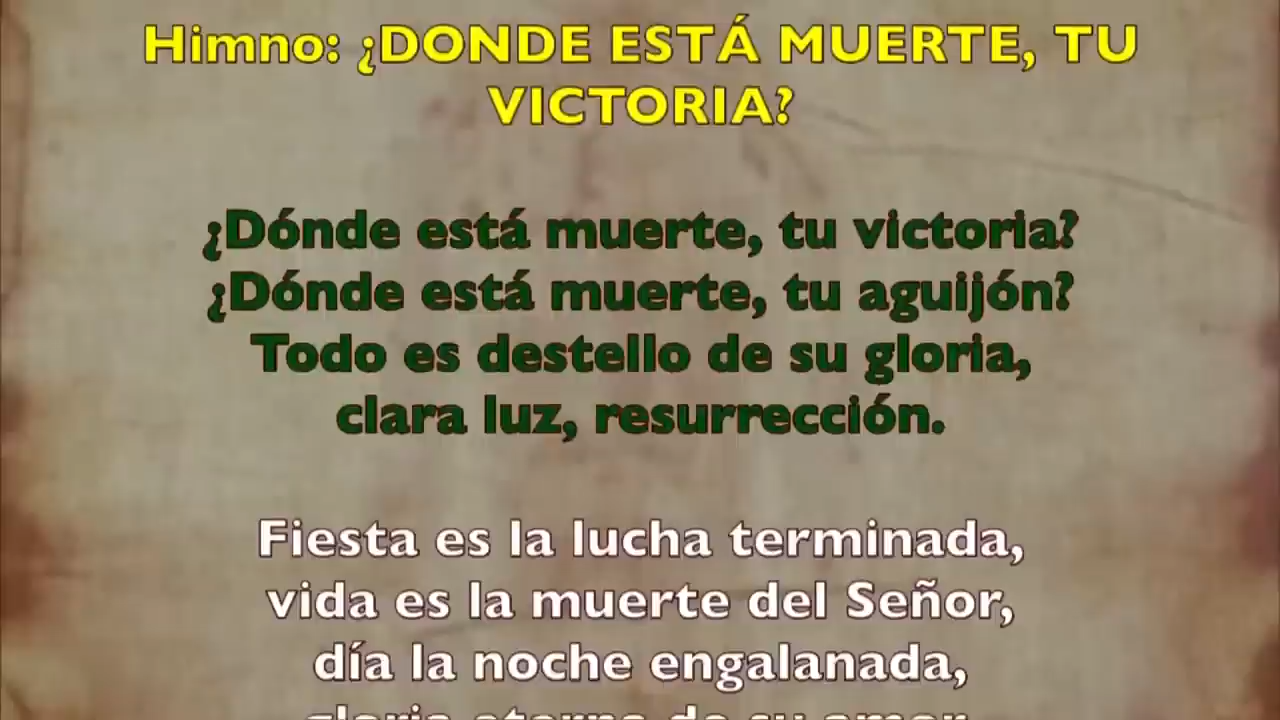 Himno: ¿DONDE ESTÁ MUERTE, TU
VICTORIA?
¿Dónde está muerte, tu victoria?
¿Dónde está muerte, tu aguijón?
Todo es destello de su gloria,
clara luz, resurrección.
Fiesta es la lucha terminada,
vida es la muerte del Señor,
día la noche engalanada,
gloria eterna de su amor.